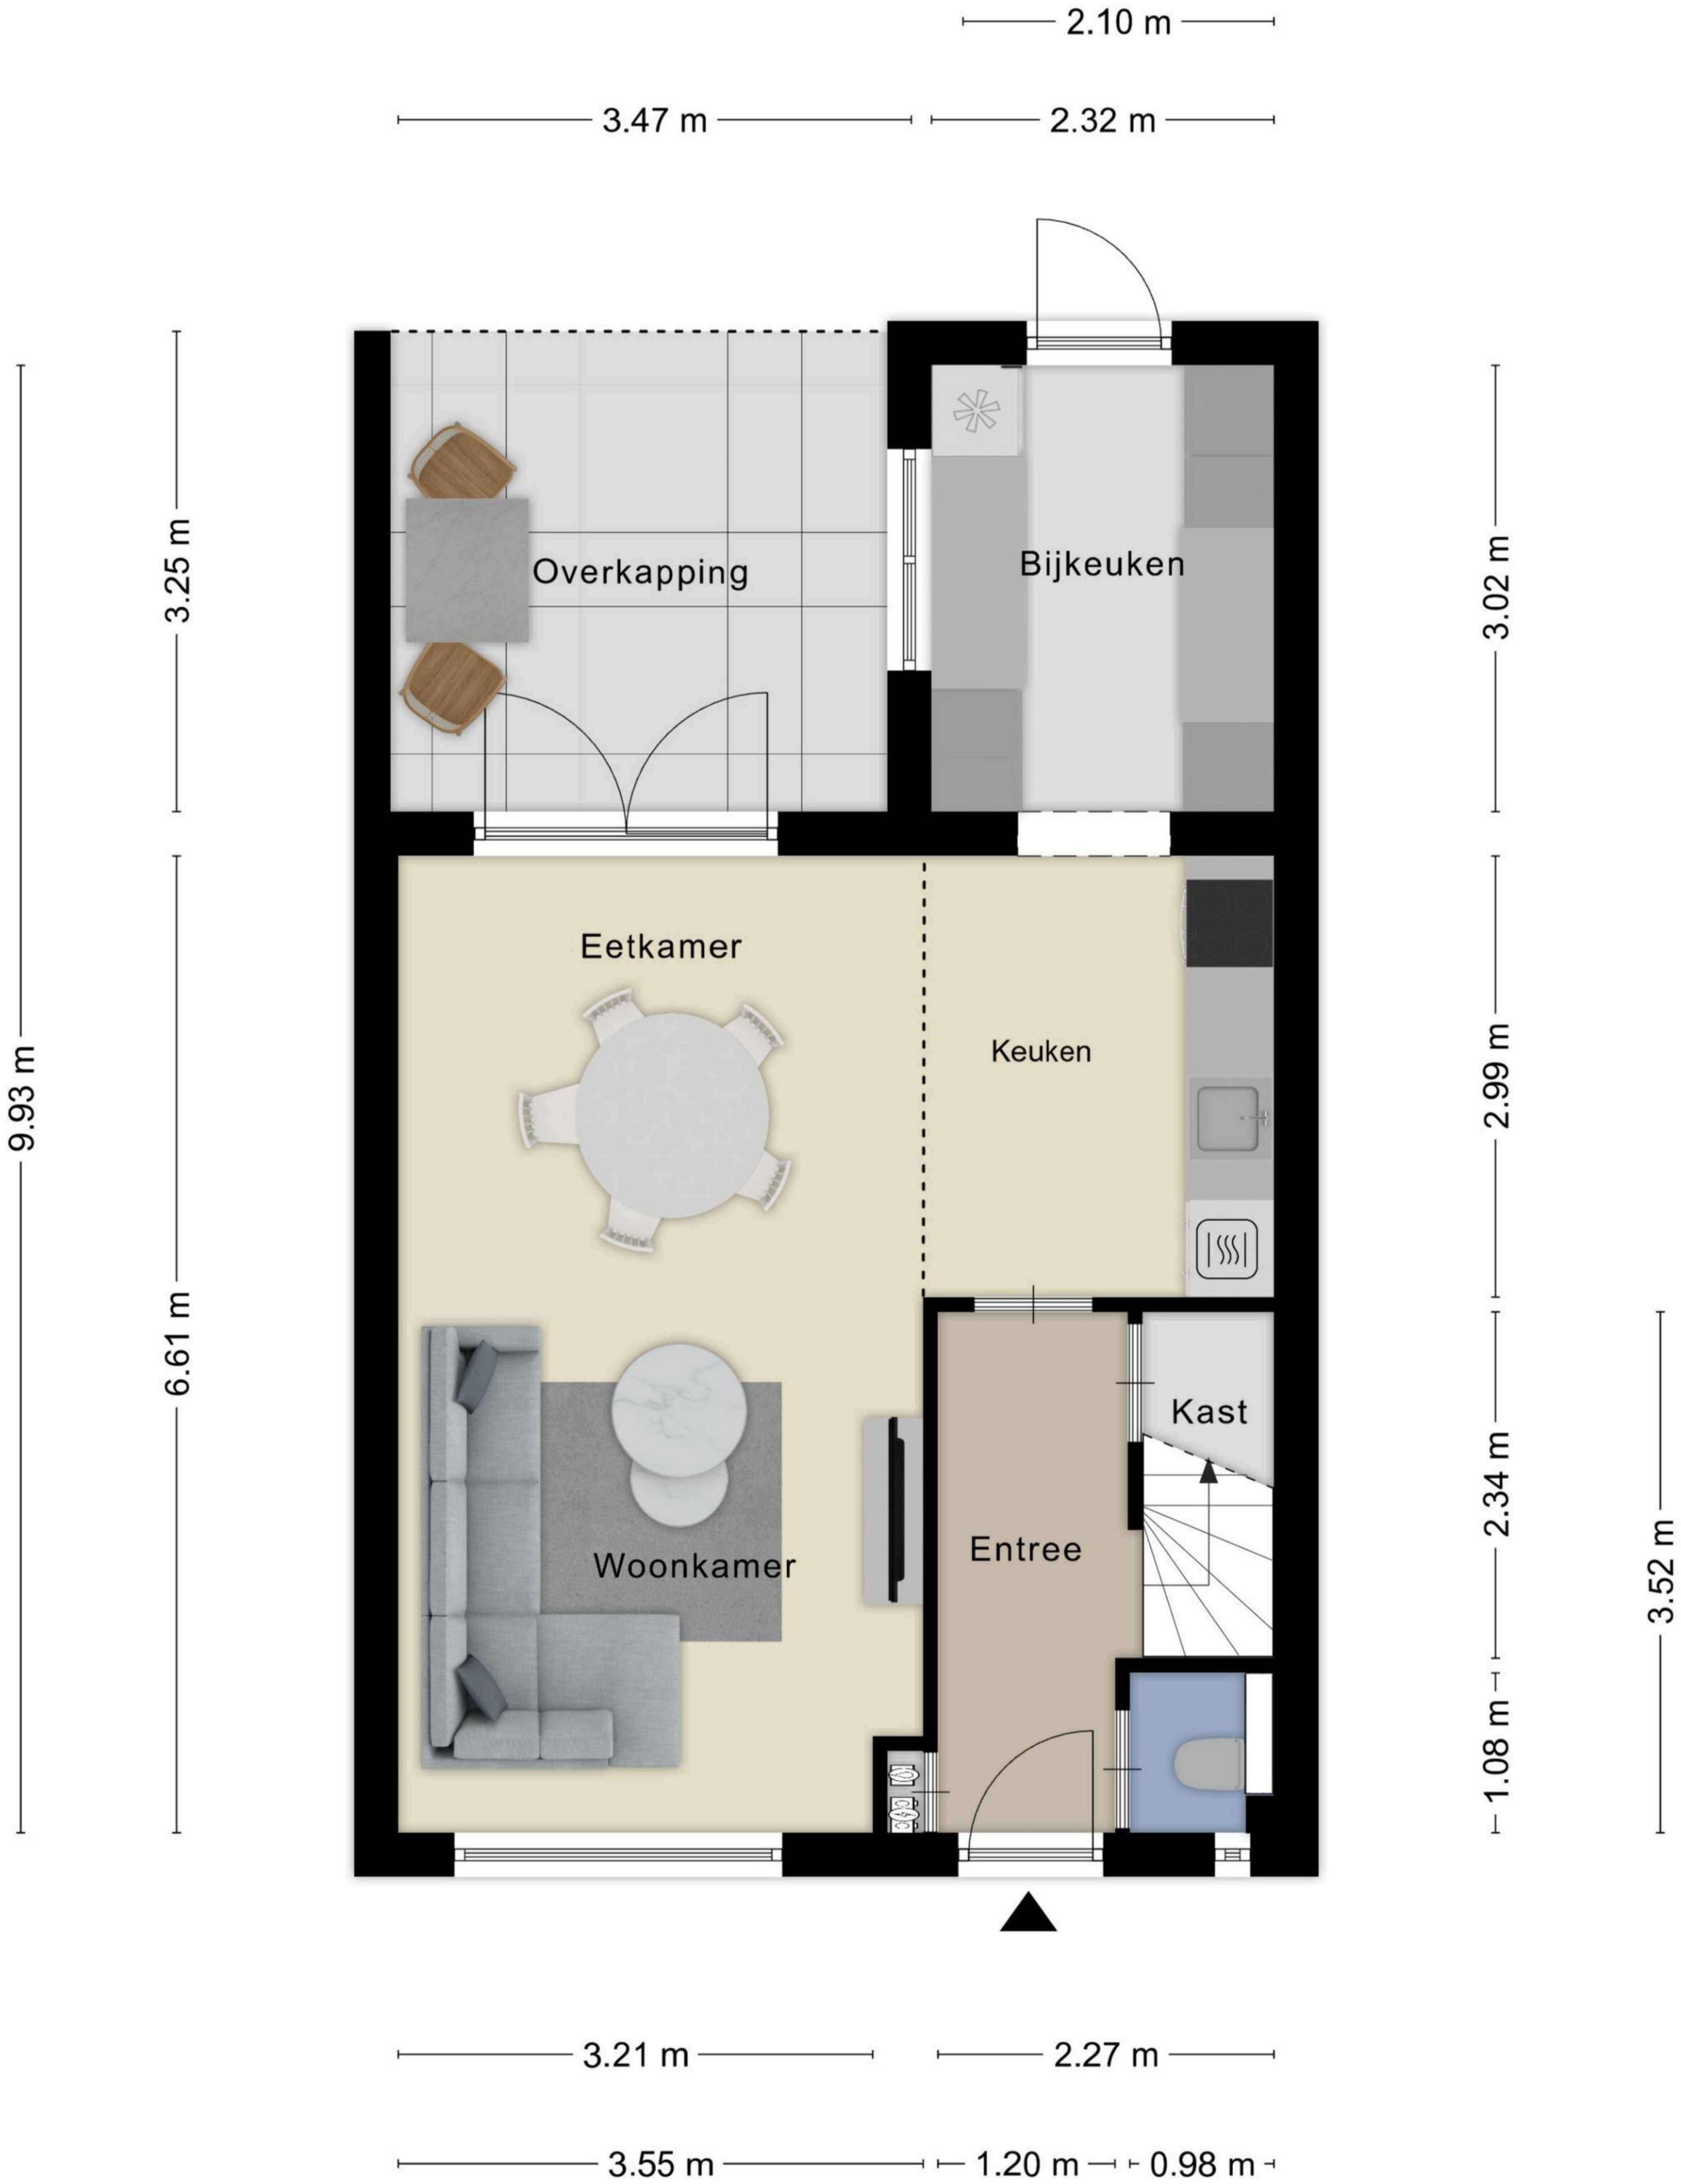 2.10 m
3.47 m
2.32 m
Overkapping
Bijkeuken
3.25 m
3.02 m
Eetkamer
Keuken
9.93 m
2.99 m
6.61 m
Kast
Entree
Woonkamer
2.34 m
3.52 m
1.08 m
3.21 m
2.27 m
3.55 m
1.20 m
0.98 m